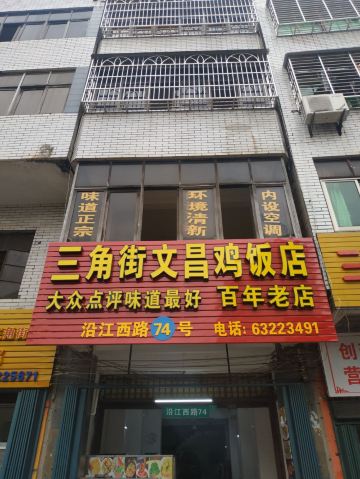 味道正宗
环境清新
内设空调
三角街文昌鸡饭店
大众点评味道最好 百年老店
沿江西路74号 电话: 63223491
沿江西路74